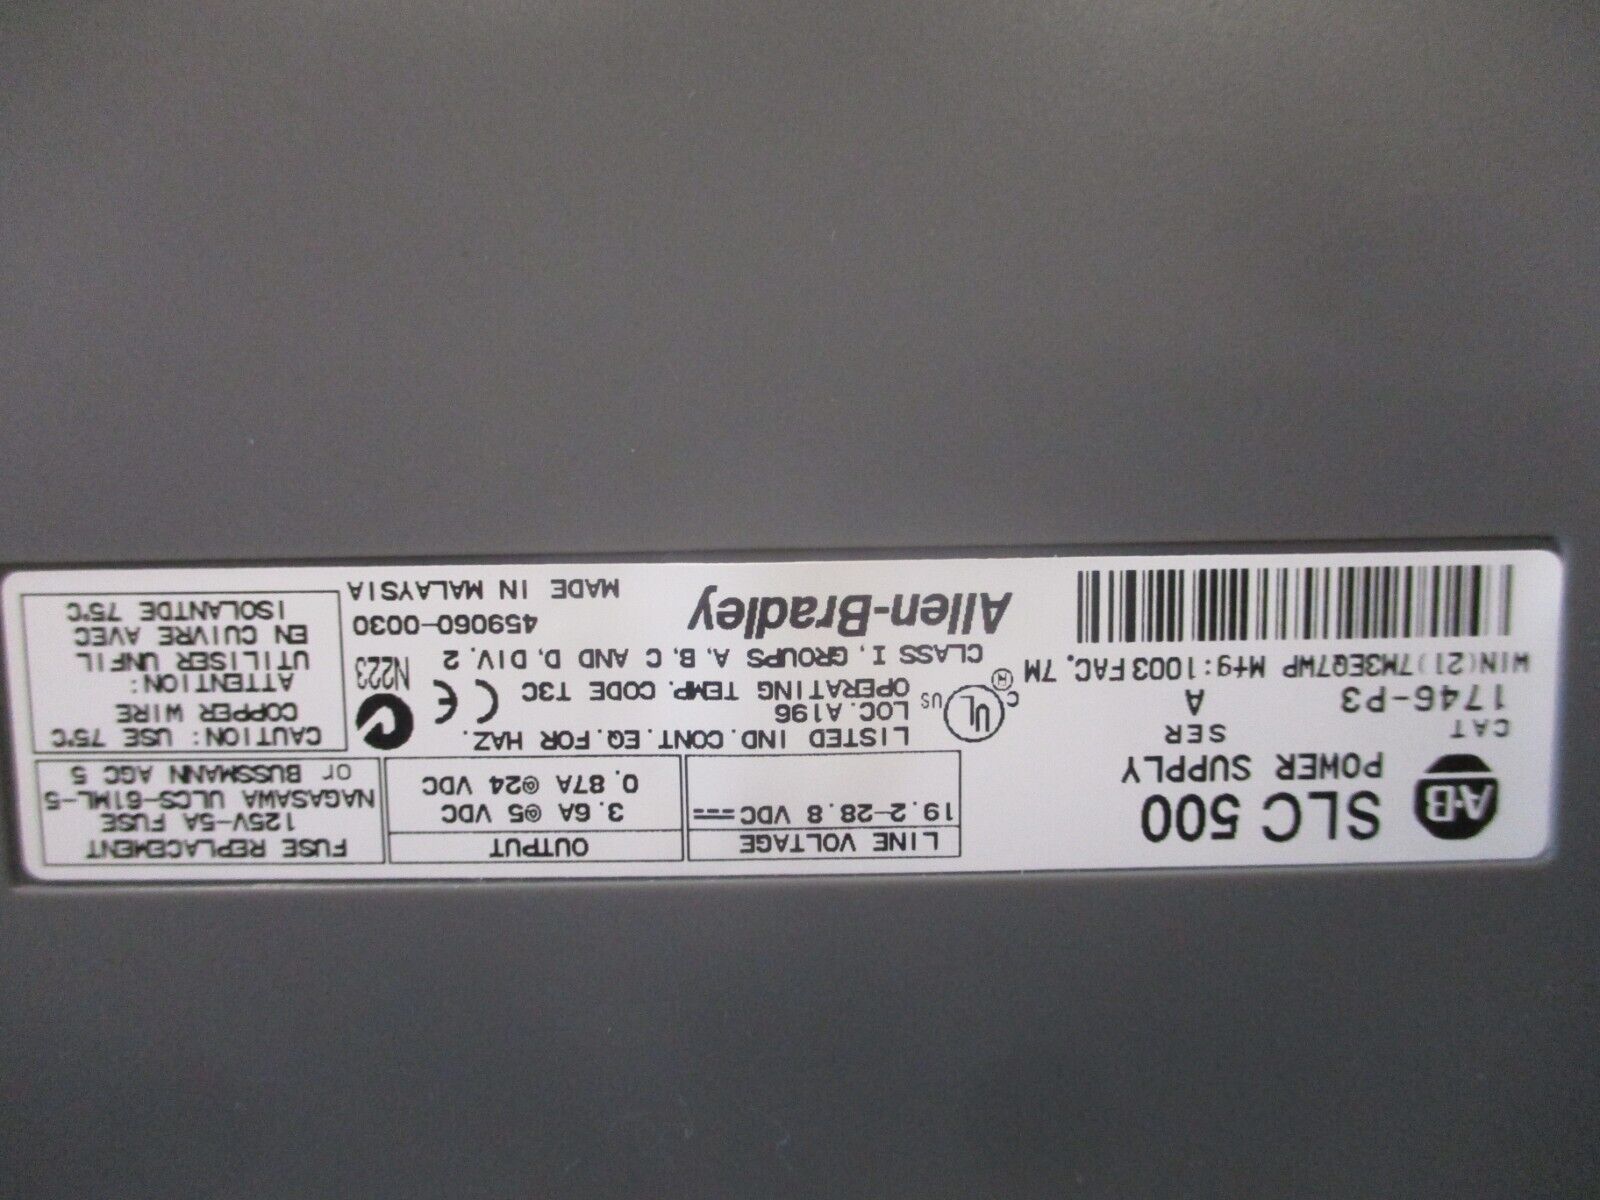 A-B
SLC 500
POWER SUPPLY
CAT
SER
1746-P3
A
WIN(21)7M3EQ7WP Mfg:1003 FAC. 7M
LINE VOLTAGE
19.2-28.8 VDC
OUTPUT
3.6A @5 VDC
0.87A @24 VDC
FUSE REPLACEMENT
125V-5A FUSE
NAGASAWA ULCS-61ML-5
or BUSSMANN AGC 5
C UL US
LISTED IND. CONT. EQ. FOR HAZ.
LOC. A196
OPERATING TEMP. CODE T3C
CLASS I, GROUPS A, B, C AND D, DIV. 2
CE
N223
Allen-Bradley
459060-0030
MADE IN MALAYSIA
CAUTION: USE 75°C
COPPER WIRE
ATTENTION:
UTILISER UNFIL
EN CUIVRE AVEC
ISOLANTDE 75°C